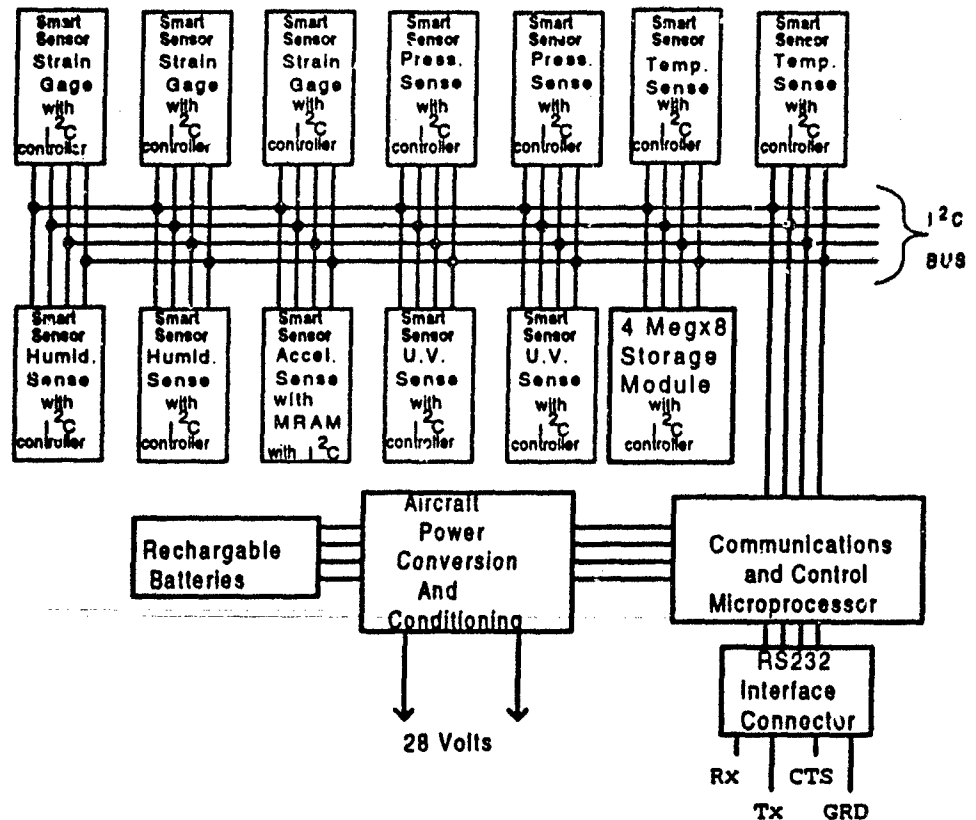 Smart
Sensor
Strain
Gage
with
I²C
controller
Smart
Sensor
Strain
Gage
with
I²C
controller
Smart
Sensor
Strain
Gage
with
I²C
controller
Smart
Sensor
Press.
Sense
with
I²C
controller
Smart
Sensor
Press.
Sense
with
I²C
controller
Smart
Sensor
Temp.
Sense
with
I²C
controller
Smart
Sensor
Temp.
Sense
with
I²C
controller
I²C
BUS
Smart
Sensor
Humid.
Sense
with
I²C
controller
Smart
Sensor
Humid.
Sense
with
I²C
controller
Smart
Sensor
Accel.
Sense
with
MRAM
with I²C
Smart
Sensor
U.V.
Sense
with
I²C
controller
Smart
Sensor
U.V.
Sense
with
I²C
controller
4 Megx8
Storage
Module
with
I²C
controller
Rechargable
Batteries
Aircraft
Power
Conversion
And
Conditioning
Communications
and Control
Microprocessor
28 Volts
RS232
Interface
Connector
Rx
CTS
Tx
GRD